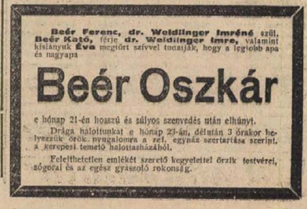 Beér Ferenc, dr. Weidlinger Imréné szül.
Beér Kató, férje dr. Weidlinger Imre, valamint
kislányuk Éva megtört szívvel tudatják, hogy a legjobb apa
és nagyapa
Beér Oszkár
e hónap 21-én hosszú és súlyos szenvedés után elhúnyt.
Drága halottunkat e hónap 23-án, délután 3 órakor he-
lyezzük örök nyugalomra a ref. egyház szertartása szerint,
a kerepesi temető halottasházából.
Felejthetetlen emlékét szerető kegyelettel őrzik testvérei,
sógorai és az egész gyászoló rokonság.